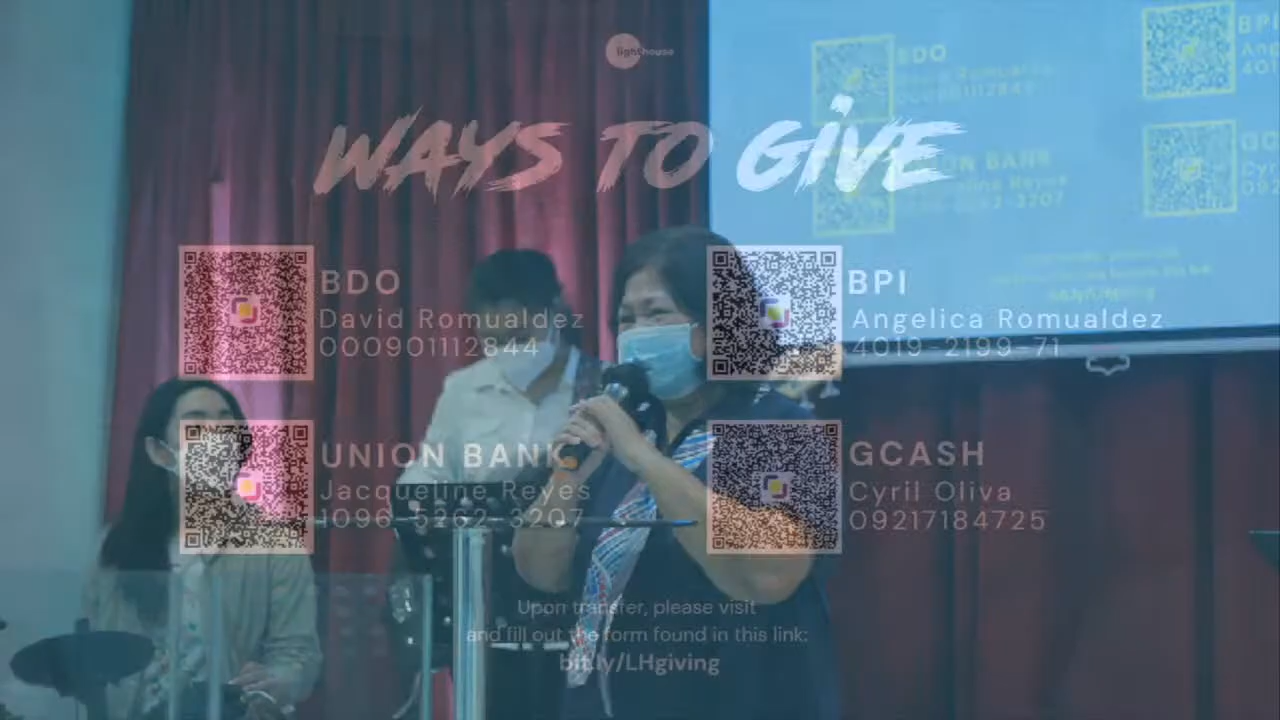 lighthouse
WAYS TO GIVE
BDO
David Romualdez
000901112844
BPI
Angelica Romualdez
4019-2199-71
UNION BANK
Jacqueline Reyes
1096 5262 3207
GCASH
Cyril Oliva
09217184725
Upon transfer, please visit
and fill out the form found in this link:
bit.ly/LHgiving
BDO
BPI